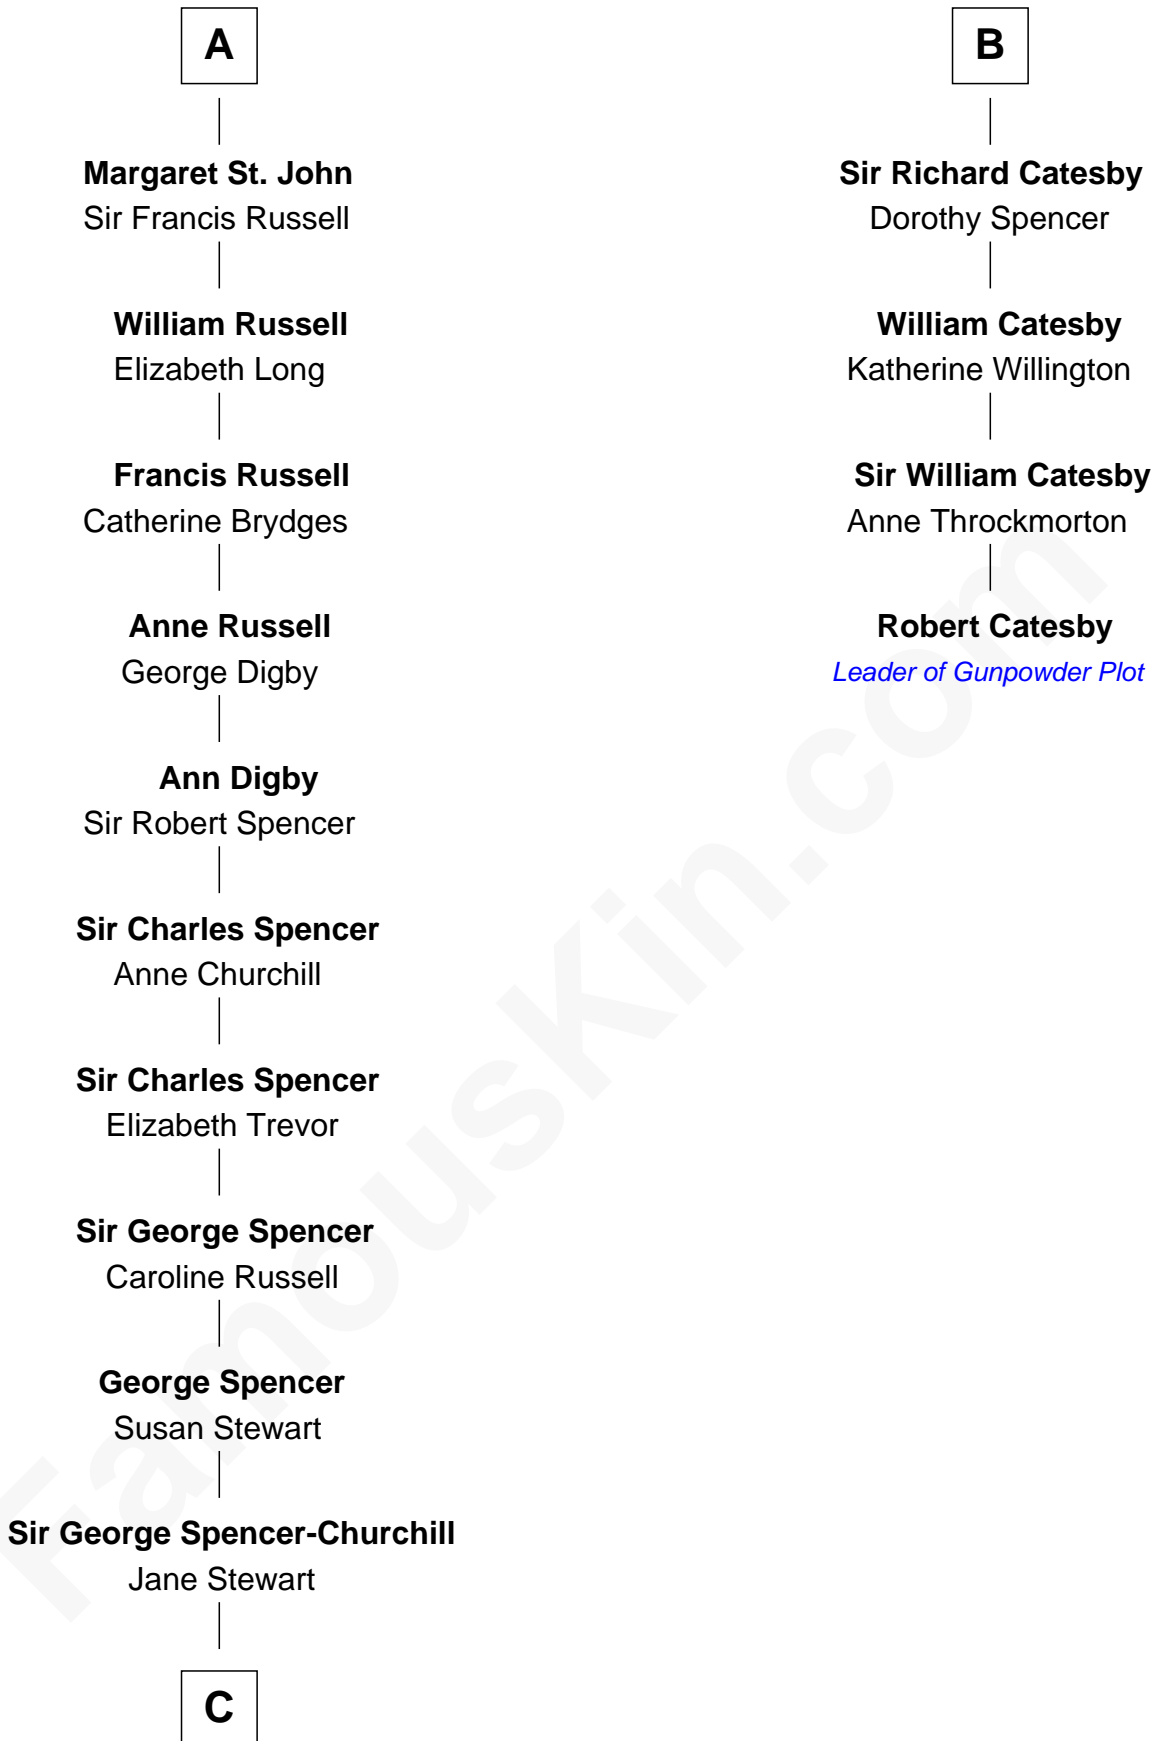 A
Margaret St. John
Sir Francis Russell
William Russell
Elizabeth Long
Francis Russell
Catherine Brydges
Anne Russell
George Digby
Ann Digby
Sir Robert Spencer
Sir Charles Spencer
Anne Churchill
Sir Charles Spencer
Elizabeth Trevor
Sir George Spencer
Caroline Russell
George Spencer
Susan Stewart
Sir George Spencer-Churchill
Jane Stewart
C
B
Sir Richard Catesby
Dorothy Spencer
William Catesby
Katherine Willington
Sir William Catesby
Anne Throckmorton
Robert Catesby
Leader of Gunpowder Plot
FamousKin.com